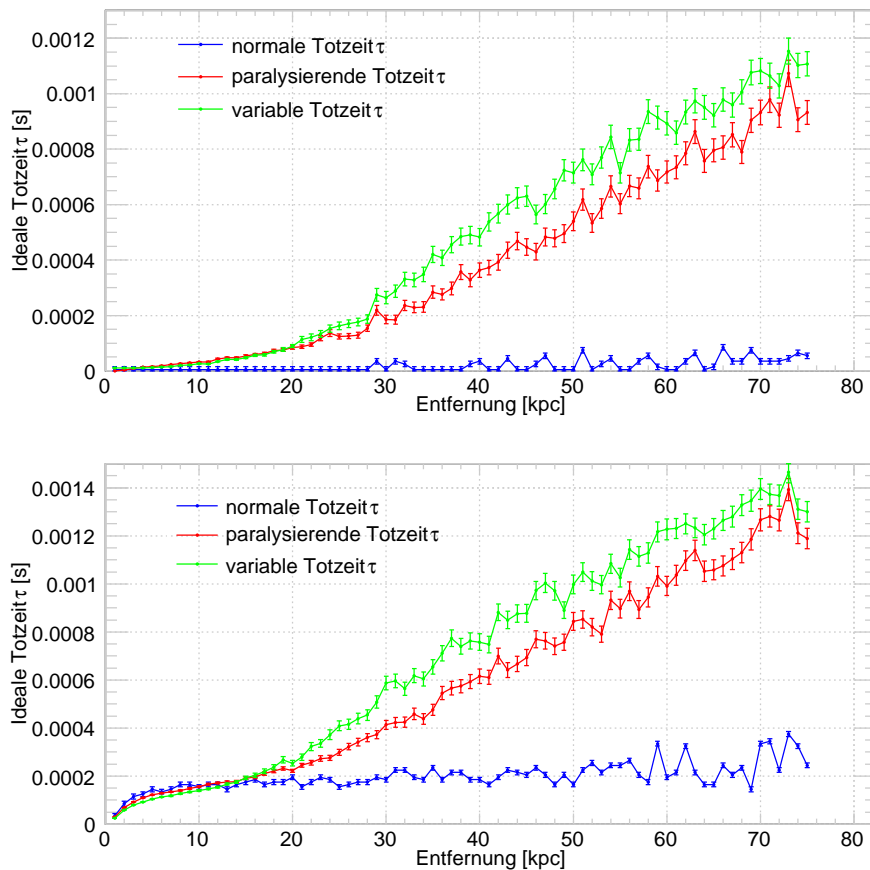 0.0012
normale Totzeit τ
0.001
paralysierende Totzeit τ
variable Totzeit τ
0.0008
0.0006
0.0004
0.0002
0
Ideale Totzeit τ [s]
0 10 20 30 40 50 60 70 80
Entfernung [kpc]
0.0014
normale Totzeit τ
0.0012
paralysierende Totzeit τ
variable Totzeit τ
0.001
0.0008
0.0006
0.0004
0.0002
0
Ideale Totzeit τ [s]
0 10 20 30 40 50 60 70 80
Entfernung [kpc]